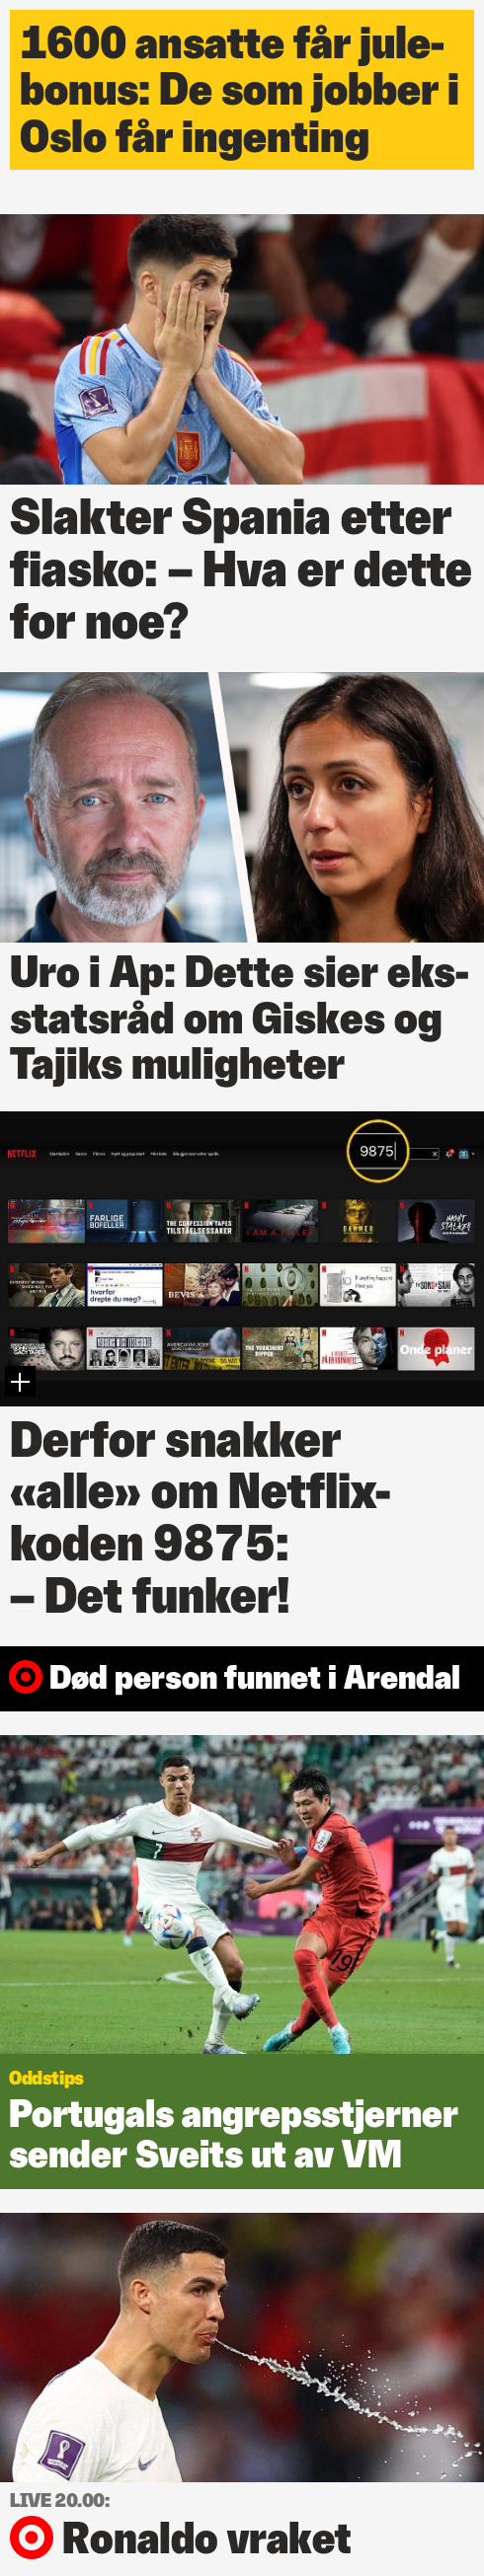 1600 ansatte får jule-
bonus: De som jobber i
Oslo får ingenting
Slakter Spania etter
fiasko: – Hva er dette
for noe?
Uro i Ap: Dette sier eks-
statsråd om Giskes og
Tajiks muligheter
NETFLIX
9875
FARLIGE
BOFELLER
THE CONFESSION TAPES
TILSTÅELSESSAKER
I AM A KILLER
DAHMER
NIGHT
STALKER
hvorfor
drepte du meg?
BEVIS A
THE YORKSHIRE
RIPPER
Onde planer
Derfor snakker
«alle» om Netflix-
koden 9875:
– Det funker!
Død person funnet i Arendal
7
19
Oddstips
Portugals angrepsstjerner
sender Sveits ut av VM
LIVE 20.00:
Ronaldo vraket